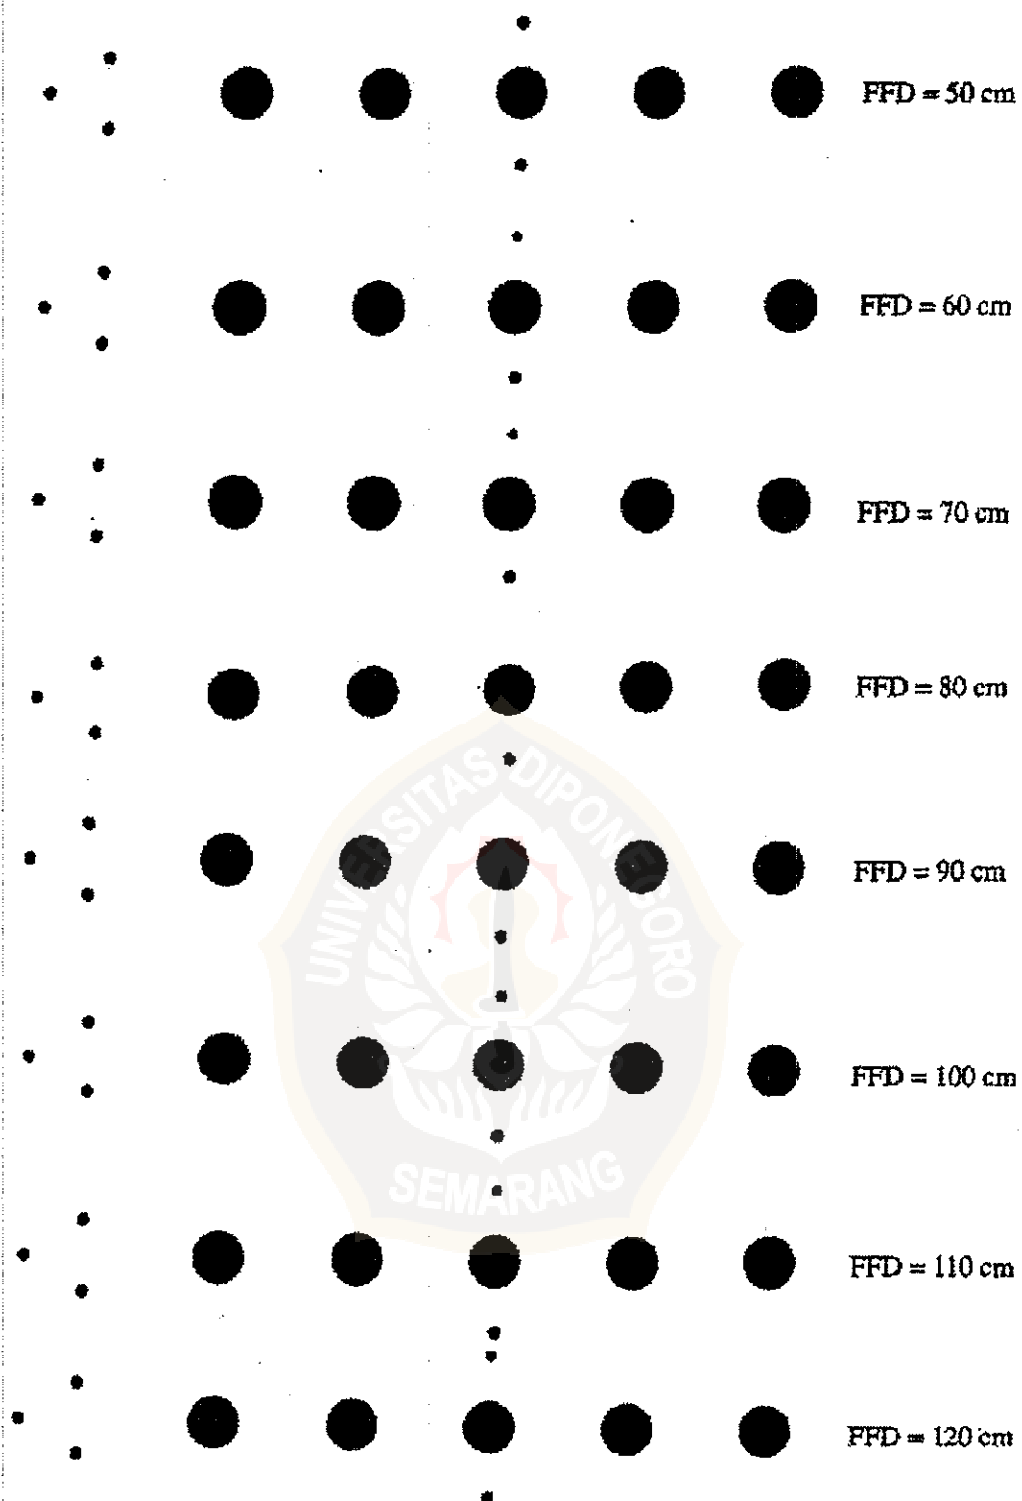 FFD = 50 cm
FFD = 60 cm
FFD = 70 cm
FFD = 80 cm
UNIVERSITAS DIPONEGORO
FFD = 90 cm
FFD = 100 cm
SEMARANG
FFD = 110 cm
FFD = 120 cm